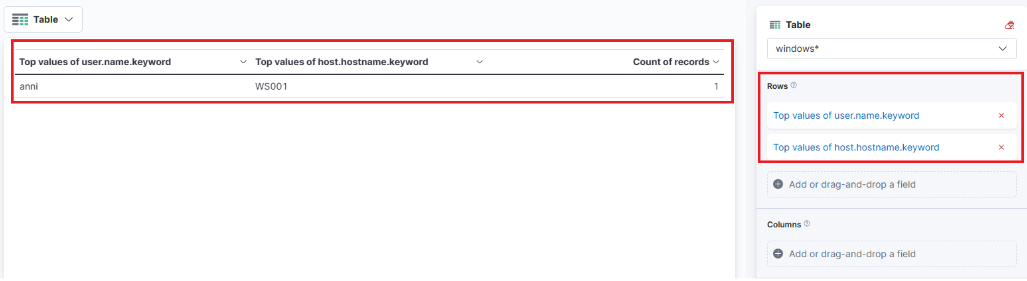 Table
Top values of user.name.keyword Top values of host.hostname.keyword Count of records
anni WS001 1
Table
windows*
Rows
Top values of user.name.keyword
Top values of host.hostname.keyword
Add or drag-and-drop a field
Columns
Add or drag-and-drop a field